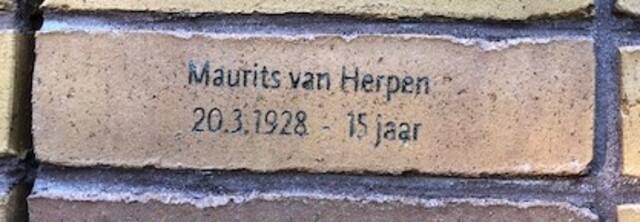 Maurits van Herpen
20.3.1928 - 15 jaar